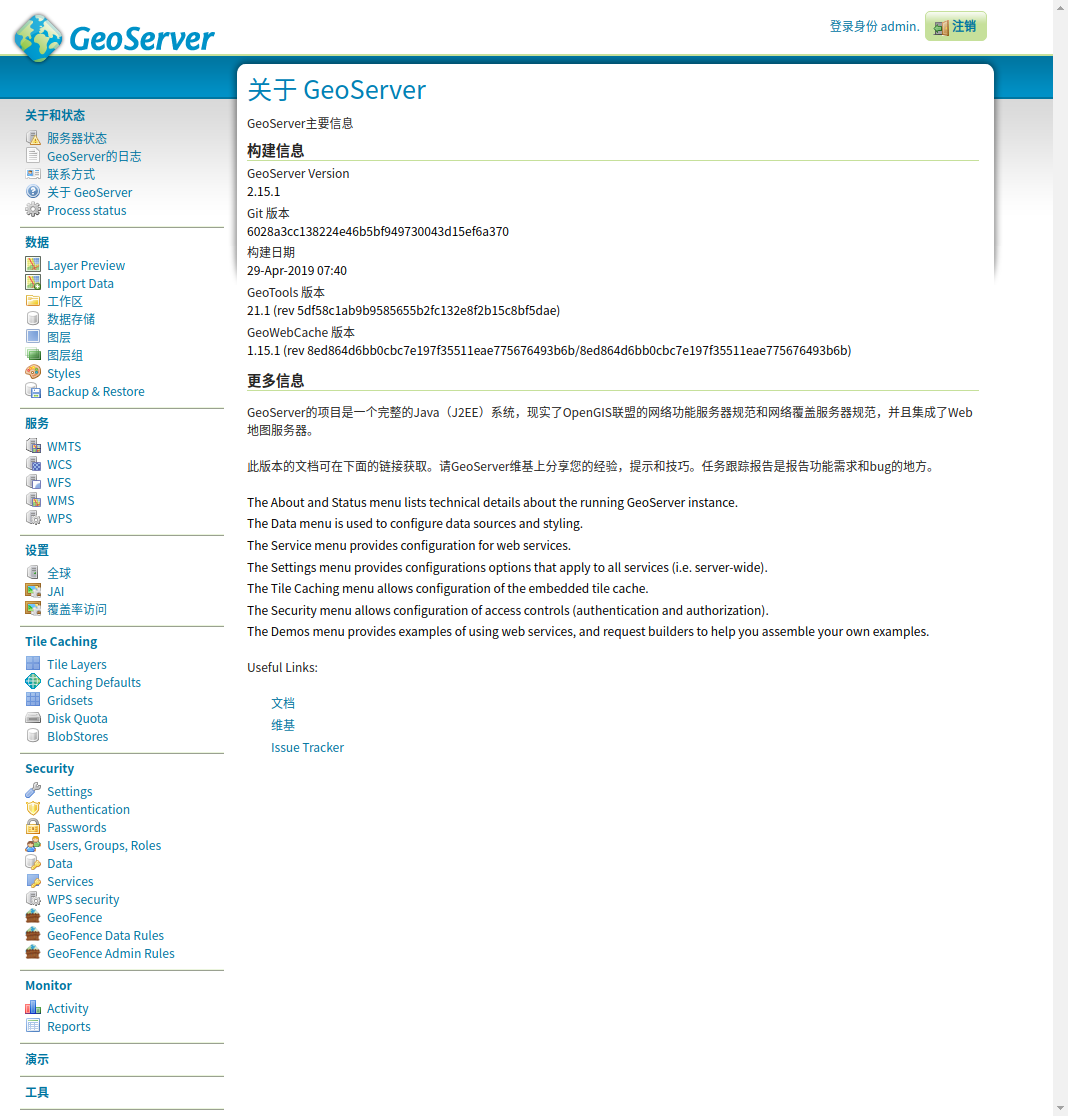 GeoServer
登录身份 admin.
注销
关于和状态
服务器状态
GeoServer的日志
联系方式
关于 GeoServer
Process status
数据
Layer Preview
Import Data
工作区
数据存储
图层
图层组
Styles
Backup & Restore
服务
WMTS
WCS
WFS
WMS
WPS
设置
全球
JAI
覆盖率访问
Tile Caching
Tile Layers
Caching Defaults
Gridsets
Disk Quota
BlobStores
Security
Settings
Authentication
Passwords
Users, Groups, Roles
Data
Services
WPS security
GeoFence
GeoFence Data Rules
GeoFence Admin Rules
Monitor
Activity
Reports
演示
工具
关于 GeoServer
GeoServer主要信息
构建信息
GeoServer Version
2.15.1
Git 版本
6028a3cc138224e46b5bf949730043d15ef6a370
构建日期
29-Apr-2019 07:40
GeoTools 版本
21.1 (rev 5df58c1ab9b9585655b2fc132e8f2b15c8bf5dae)
GeoWebCache 版本
1.15.1 (rev 8ed864d6bb0cbc7e197f35511eae775676493b6b/8ed864d6bb0cbc7e197f35511eae775676493b6b)
更多信息
GeoServer的项目是一个完整的Java（J2EE）系统，现实了OpenGIS联盟的网络功能服务器规范和网络覆盖服务器规范，并且集成了Web
地图服务器。
此版本的文档可在下面的链接获取。请GeoServer维基上分享您的经验，提示和技巧。任务跟踪报告是报告功能需求和bug的地方。
The About and Status menu lists technical details about the running GeoServer instance.
The Data menu is used to configure data sources and styling.
The Service menu provides configuration for web services.
The Settings menu provides configurations options that apply to all services (i.e. server-wide).
The Tile Caching menu allows configuration of the embedded tile cache.
The Security menu allows configuration of access controls (authentication and authorization).
The Demos menu provides examples of using web services, and request builders to help you assemble your own examples.
Useful Links:
文档
维基
Issue Tracker